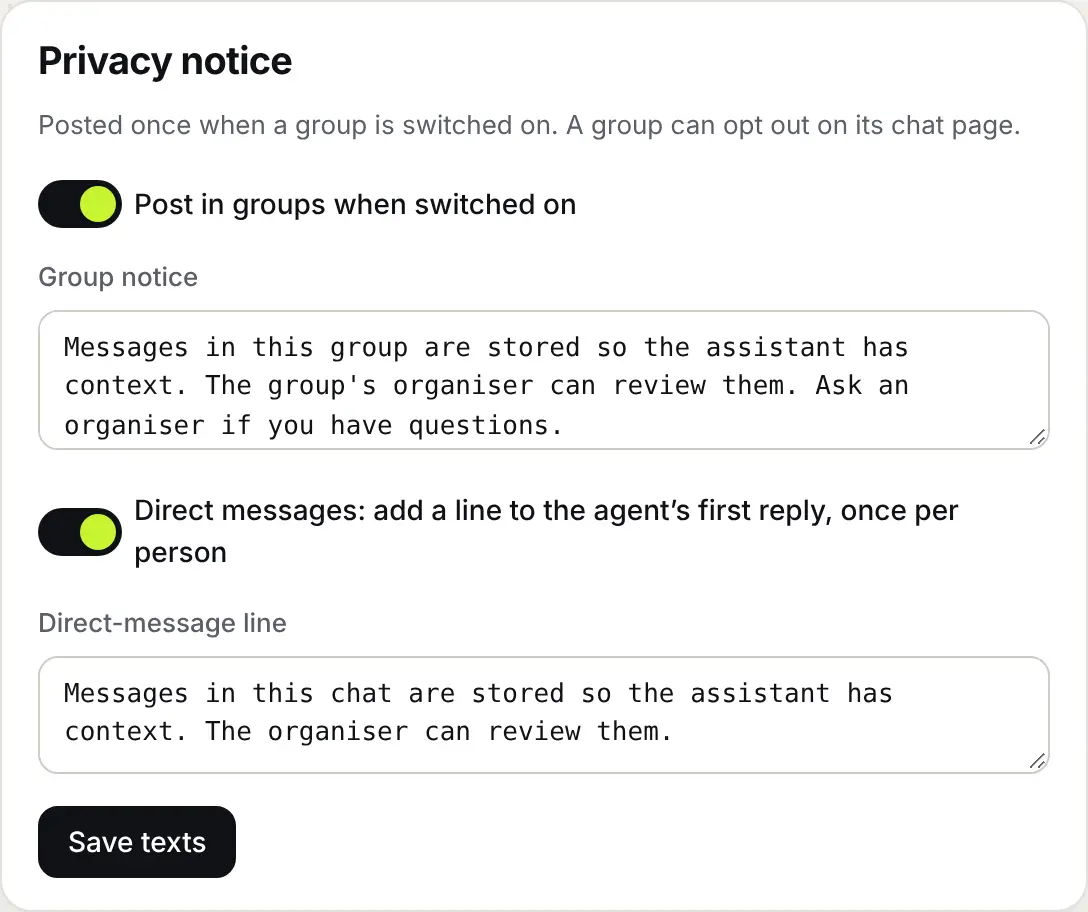 Privacy notice
Posted once when a group is switched on. A group can opt out on its chat page.
Post in groups when switched on
Group notice
Messages in this group are stored so the assistant has
context. The group's organiser can review them. Ask an
organiser if you have questions.
Direct messages: add a line to the agent’s first reply, once per
person
Direct-message line
Messages in this chat are stored so the assistant has
context. The organiser can review them.
Save texts